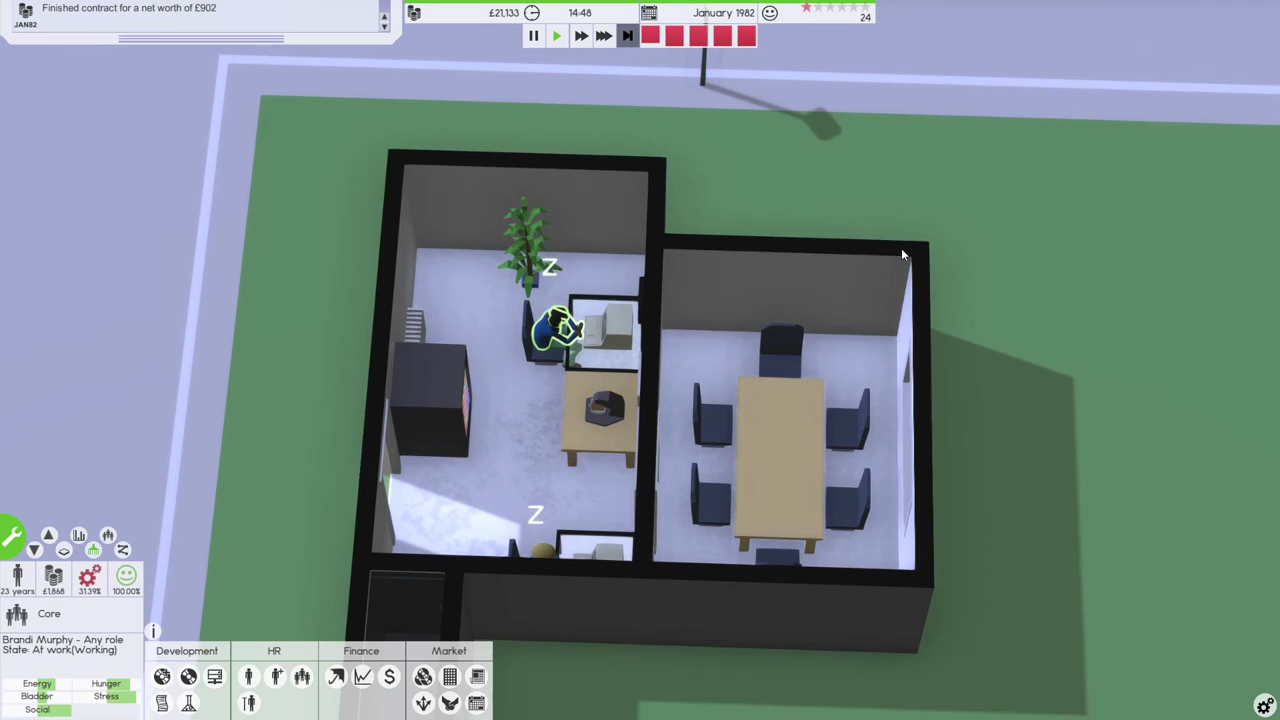 Finished contract for a net worth of £902
JAN82
£21,133
14:48
January 1982
24
Z
Z
23 years
£1,868
31.39%
100.00%
Core
Brandi Murphy - Any role
State: At work(Working)
Energy
Hunger
Bladder
Stress
Social
i
Development
HR
Finance
Market